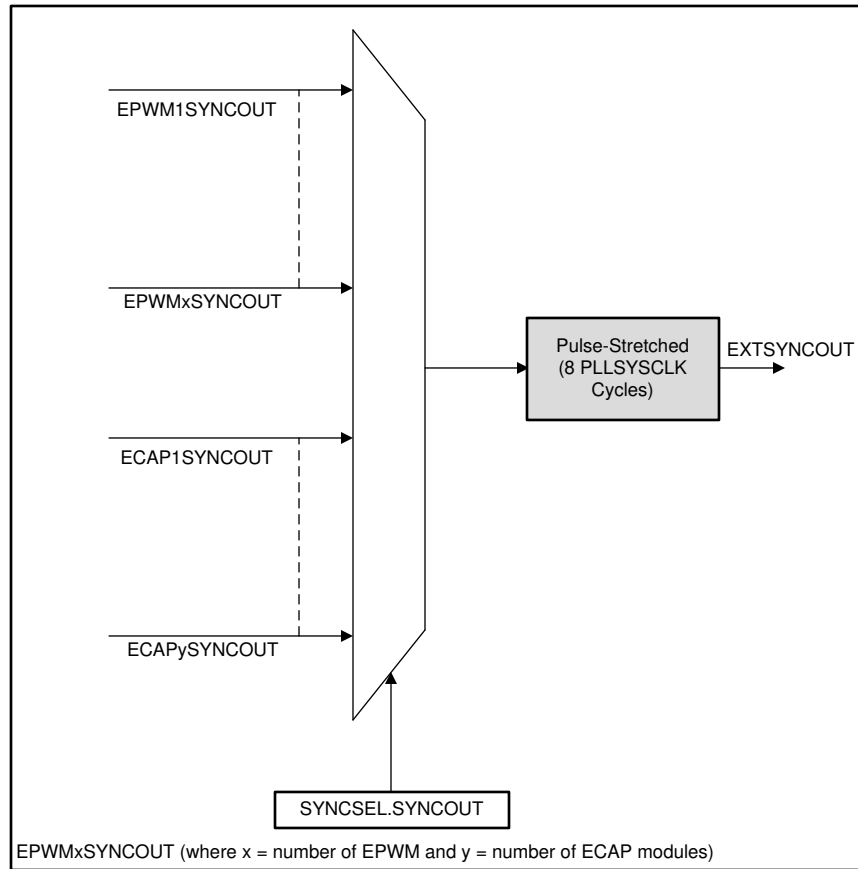 EPWM1SYNCOUT
EPWMxSYNCOUT
Pulse-Stretched
(8 PLLSYSCLK
Cycles)
EXTSYNCOUT
ECAP1SYNCOUT
ECAPySYNCOUT
SYNCSEL.SYNCOUT
EPWMxSYNCOUT (where x = number of EPWM and y = number of ECAP modules)